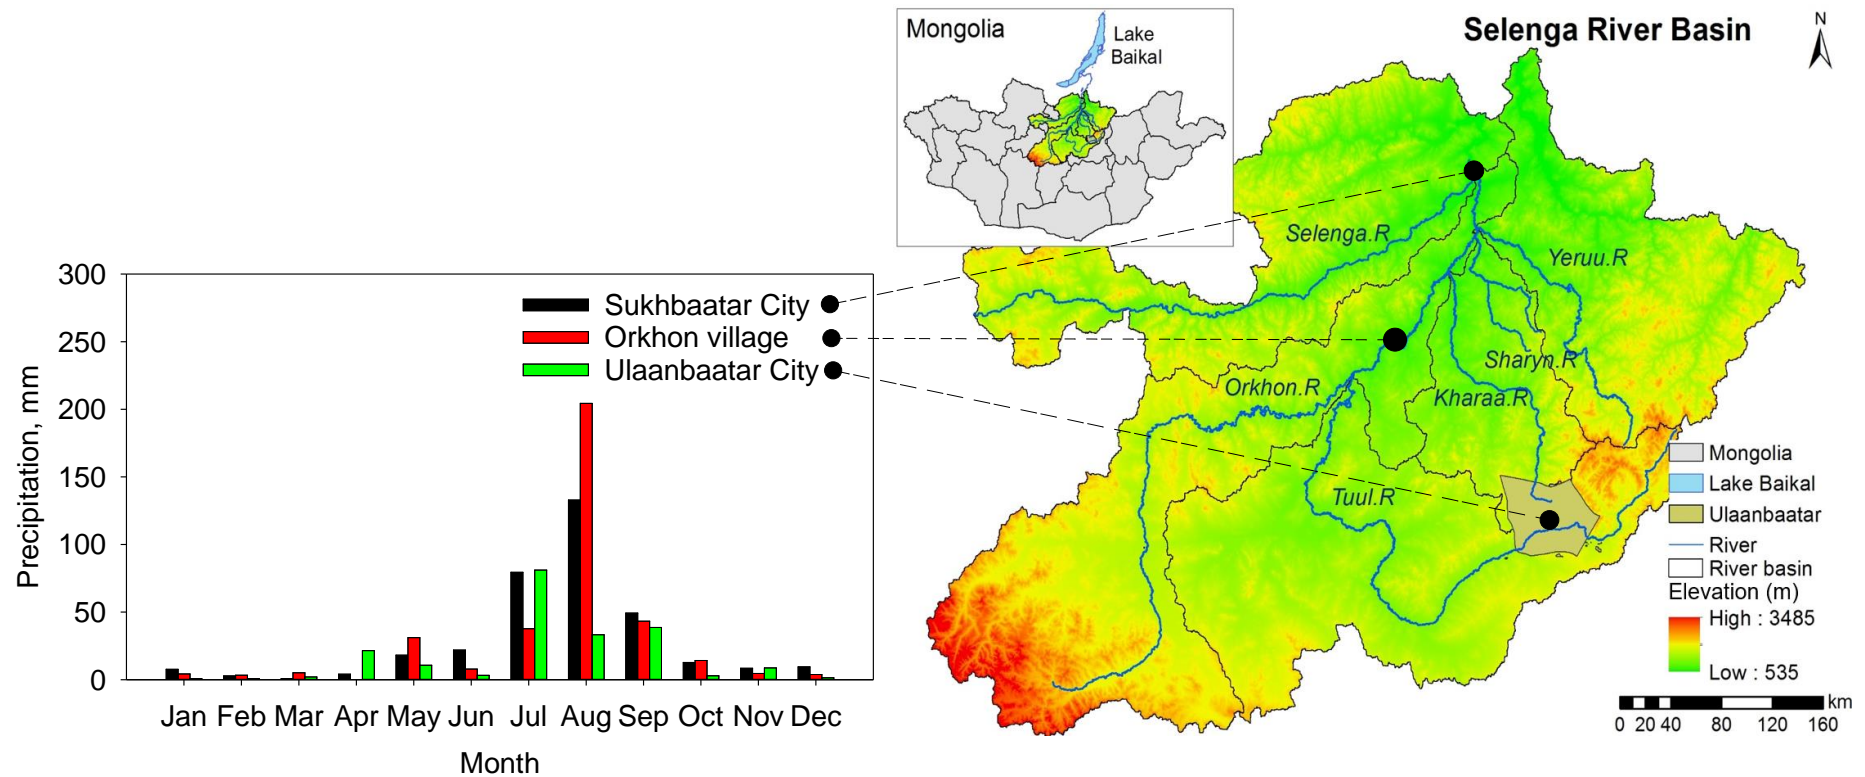 Mongolia
Lake
Baikal
Selenga River Basin
N
Selenga.R
Yeruu.R
Sharyn.R
Orkhon.R
Kharaa.R
Tuul.R
Mongolia
Lake Baikal
Ulaanbaatar
River
River basin
Elevation (m)
High : 3485
Low : 535
km
0 20 40 80 120 160
Precipitation, mm
300
250
200
150
100
50
0
Sukhbaatar City
Orkhon village
Ulaanbaatar City
Jan Feb Mar Apr May Jun Jul Aug Sep Oct Nov Dec
Month